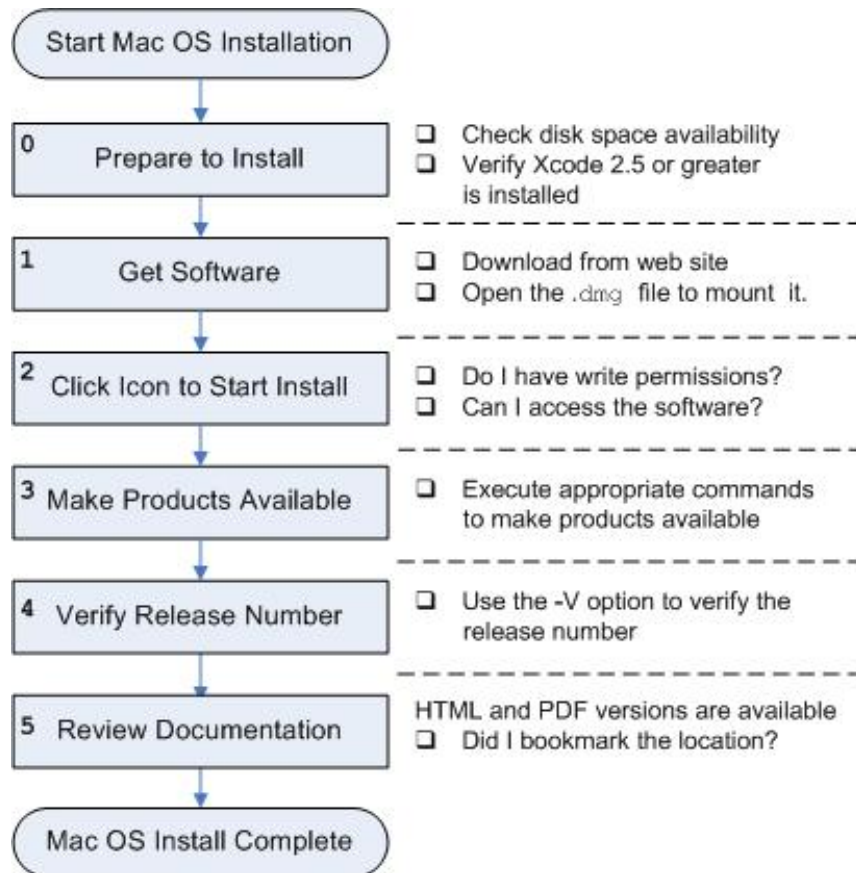 Start Mac OS Installation
0
Prepare to Install
❑ Check disk space availability
❑ Verify Xcode 2.5 or greater
is installed
1
Get Software
❑ Download from web site
❑ Open the .dmg file to mount it.
2
Click Icon to Start Install
❑ Do I have write permissions?
❑ Can I access the software?
3
Make Products Available
❑ Execute appropriate commands
to make products available
4
Verify Release Number
❑ Use the -V option to verify the
release number
5
Review Documentation
HTML and PDF versions are available
❑ Did I bookmark the location?
Mac OS Install Complete